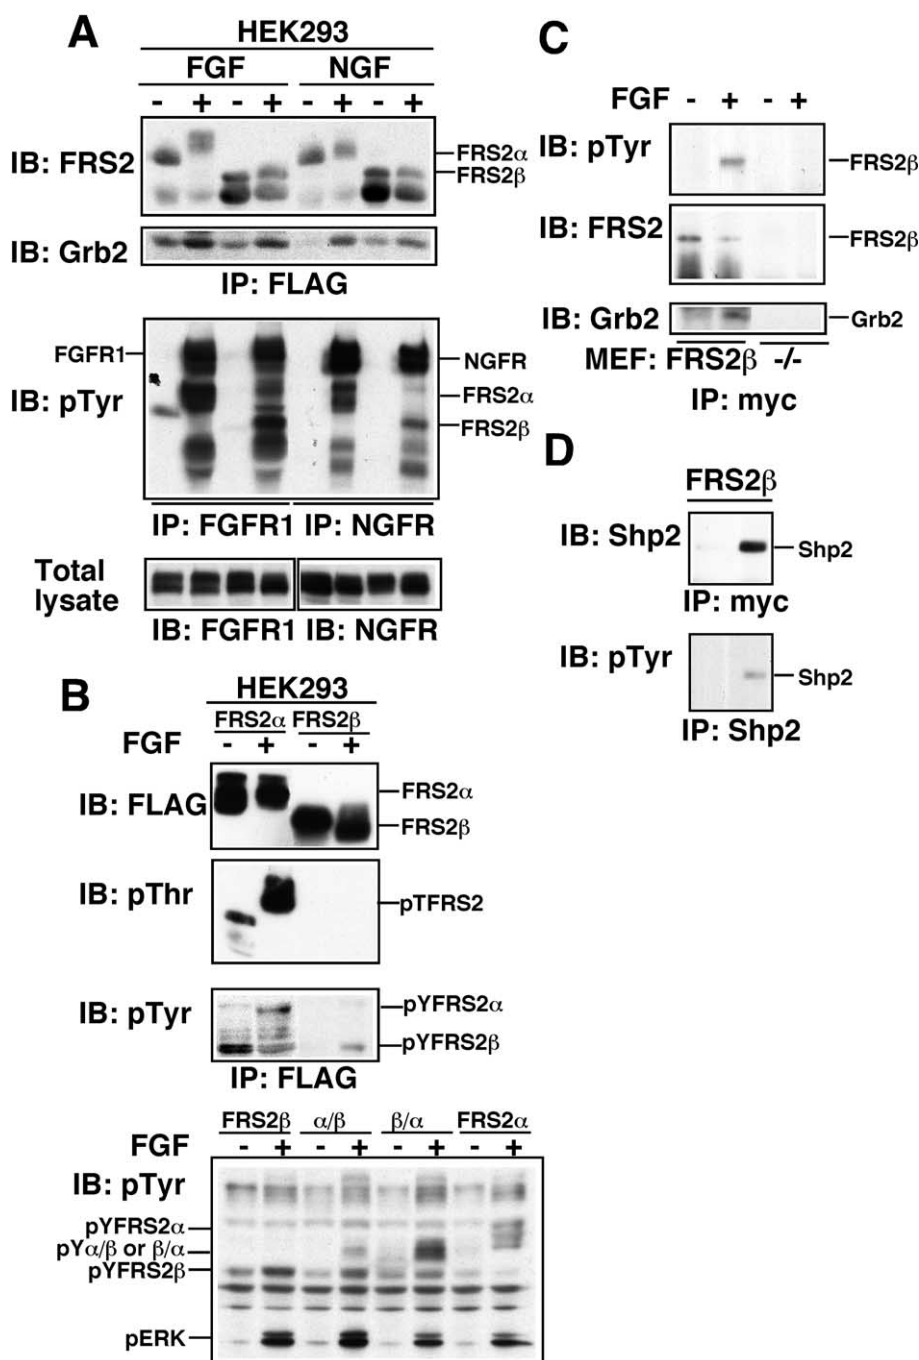 A
HEK293
FGF NGF
- + - + - + - +
IB: FRS2
FRS2α
FRS2β
IB: Grb2
IP: FLAG
FGFR1
NGFR
IB: pTyr
FRS2α
FRS2β
IP: FGFR1 IP: NGFR
Total
lysate
IB: FGFR1 IB: NGFR
B
HEK293
FRS2α FRS2β
FGF - + - +
IB: FLAG
FRS2α
FRS2β
IB: pThr
pTFRS2
IB: pTyr
pYFRS2α
pYFRS2β
IP: FLAG
FRS2β α/β β/α FRS2α
FGF - + - + - + - +
IB: pTyr
pYFRS2α
pYα/β or β/α
pYFRS2β
pERK
C
FGF - + - +
IB: pTyr
FRS2β
IB: FRS2
FRS2β
IB: Grb2
Grb2
MEF: FRS2β -/-
IP: myc
D
FRS2β
IB: Shp2
Shp2
IP: myc
IB: pTyr
Shp2
IP: Shp2